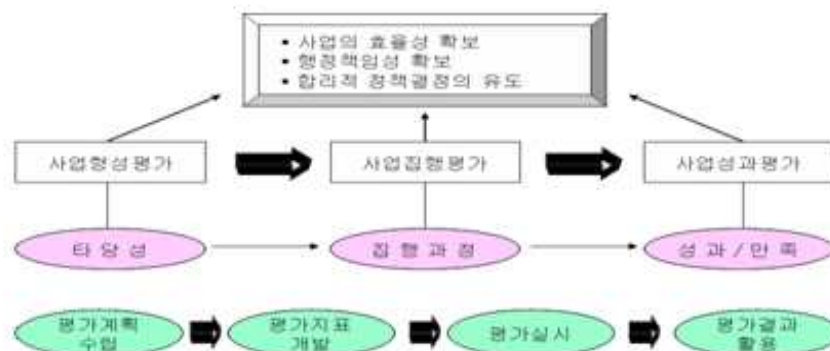 • 사업의 효율성 확보
• 행정책임성 확보
• 합리적 정책결정의 유도
사업형성평가
사업집행평가
사업성과평가
타당성
집행과정
성과/만족
평가계획
수립
평가지표
개발
평가실시
평가결과
활용